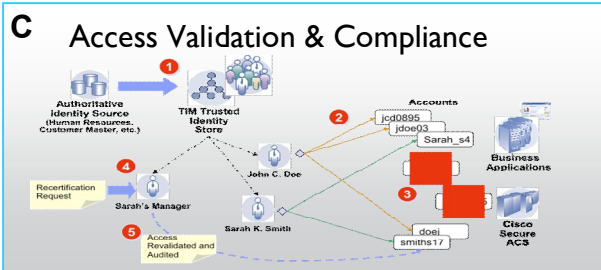 C
Access Validation & Compliance
1
Authoritative
Identity Source
(Human Resources,
Customer Master, etc.)
TIM Trusted
Identity
Store
Accounts
2
jcd0895
jdoe03
Sarah_s4
Business
Applications
4
John C. Doe
Recertification
Request
Sarah's Manager
3
Sarah K. Smith
Cisco
Secure
ACS
5
Access
Revalidated and
Audited
doej
smiths17